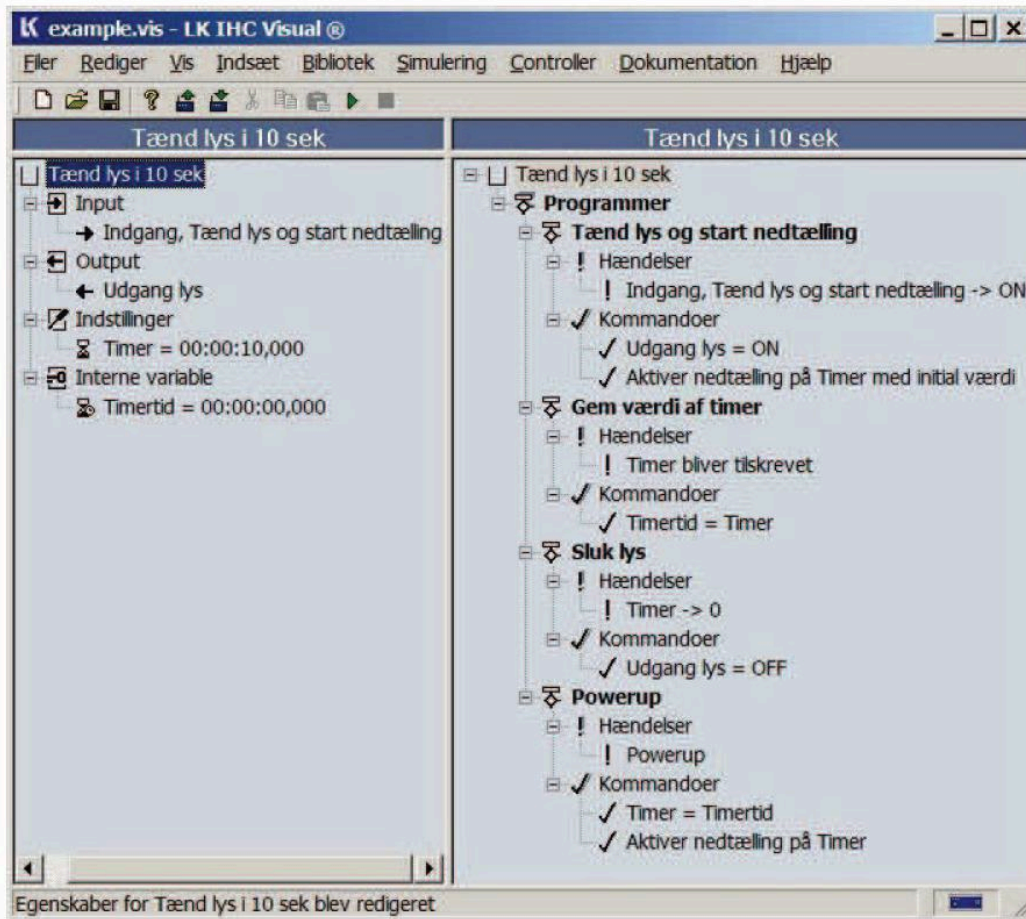 LK example.vis - LK IHC Visual ®
Filer Rediger Vis Indsæt Bibliotek Simulering Controller Dokumentation Hjælp
Tænd lys i 10 sek
Tænd lys i 10 sek
Input
Indgang, Tænd lys og start nedtælling
Output
Udgang lys
Indstillinger
Timer = 00:00:10,000
Interne variable
Timertid = 00:00:00,000
Tænd lys i 10 sek
Tænd lys i 10 sek
Programmer
Tænd lys og start nedtælling
Hændelser
Indgang, Tænd lys og start nedtælling -> ON
Kommandoer
Udgang lys = ON
Aktiver nedtælling på Timer med initial værdi
Gem værdi af timer
Hændelser
Timer bliver tilskrevet
Kommandoer
Timertid = Timer
Sluk lys
Hændelser
Timer -> 0
Kommandoer
Udgang lys = OFF
Powerup
Hændelser
Powerup
Kommandoer
Timer = Timertid
Aktiver nedtælling på Timer
Egenskaber for Tænd lys i 10 sek blev redigeret